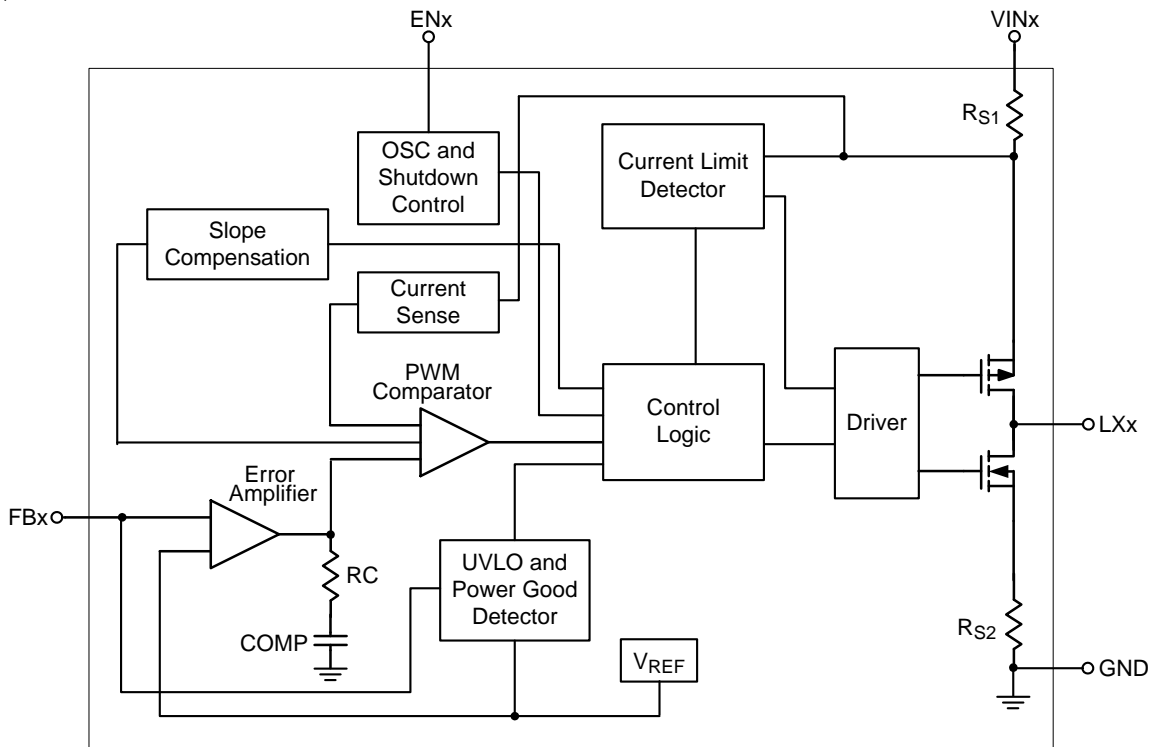 ENx
VINx
RS1
OSC and
Shutdown
Control
Current Limit
Detector
Slope
Compensation
Current
Sense
PWM
Comparator
Control
Logic
Driver
LXx
Error
Amplifier
FBx
RC
UVLO and
Power Good
Detector
COMP
VREF
RS2
GND